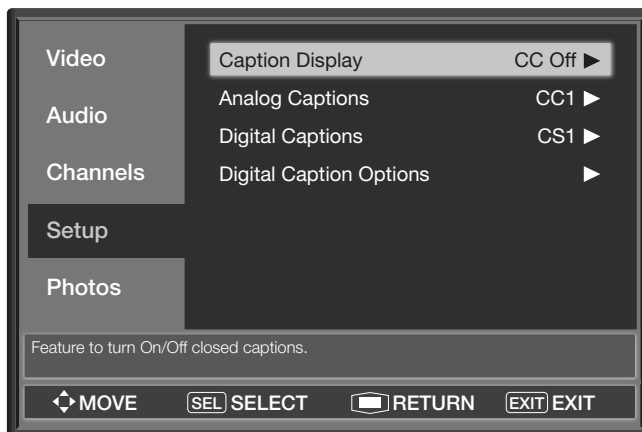 Video
Audio
Channels
Setup
Photos
Caption Display CC Off ▶
Analog Captions CC1 ▶
Digital Captions CS1 ▶
Digital Caption Options ▶
Feature to turn On/Off closed captions.
MOVE SEL SELECT RETURN EXIT EXIT